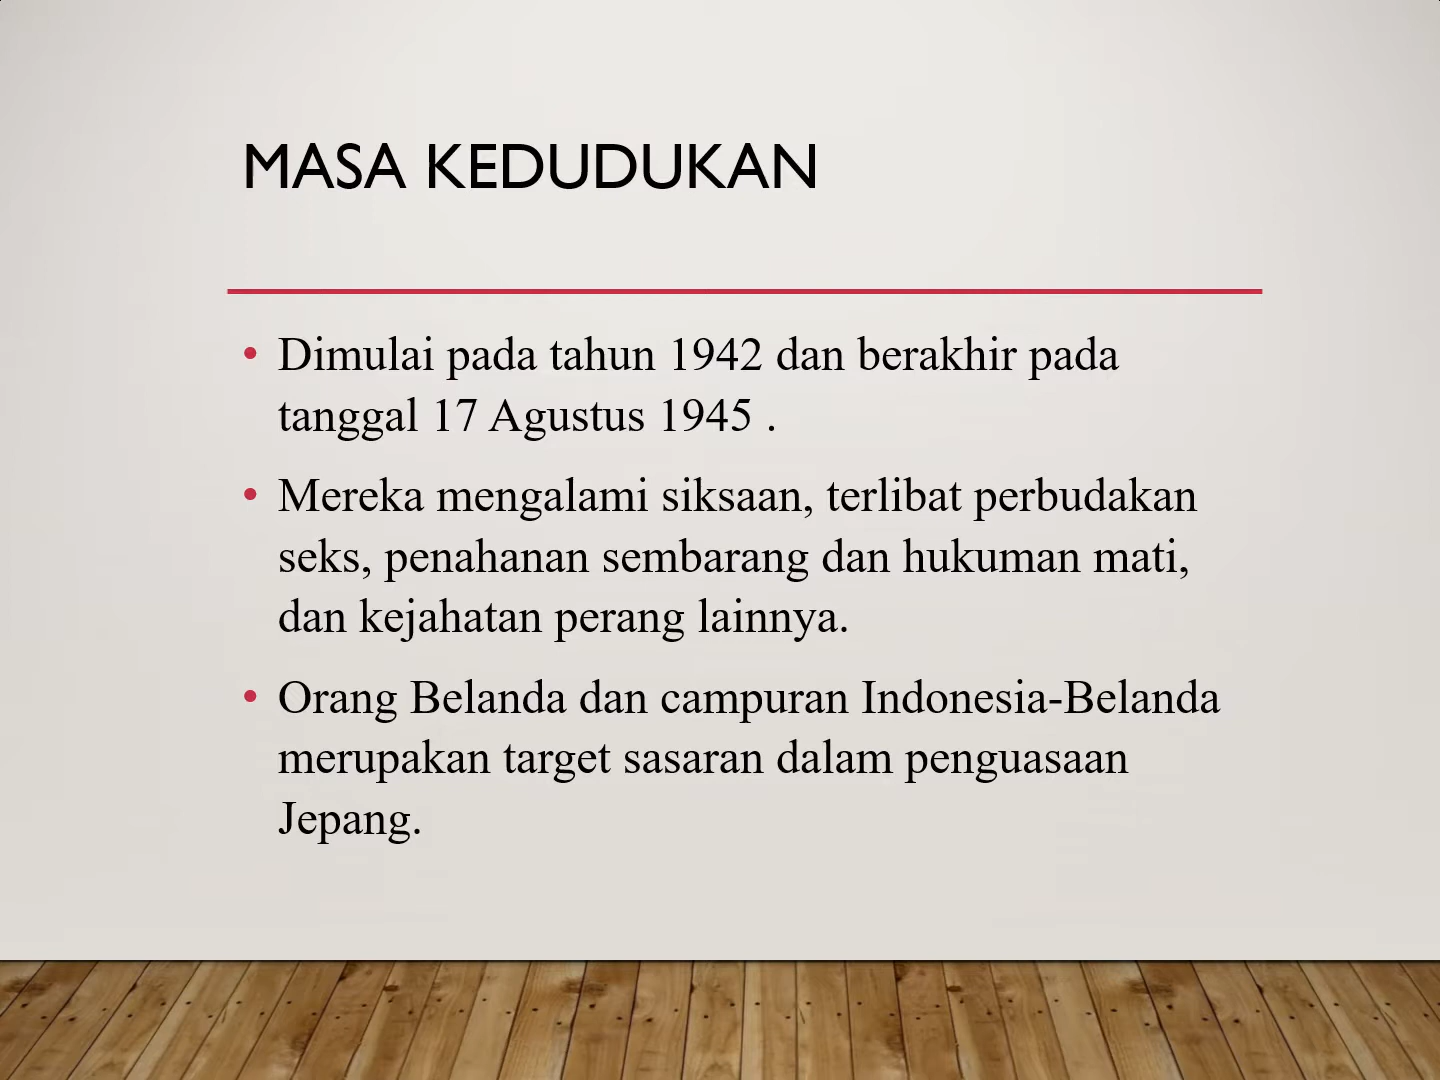 MASA KEDUDUKAN
• Dimulai pada tahun 1942 dan berakhir pada
tanggal 17 Agustus 1945 .
• Mereka mengalami siksaan, terlibat perbudakan
seks, penahanan sembarang dan hukuman mati,
dan kejahatan perang lainnya.
• Orang Belanda dan campuran Indonesia-Belanda
merupakan target sasaran dalam penguasaan
Jepang.